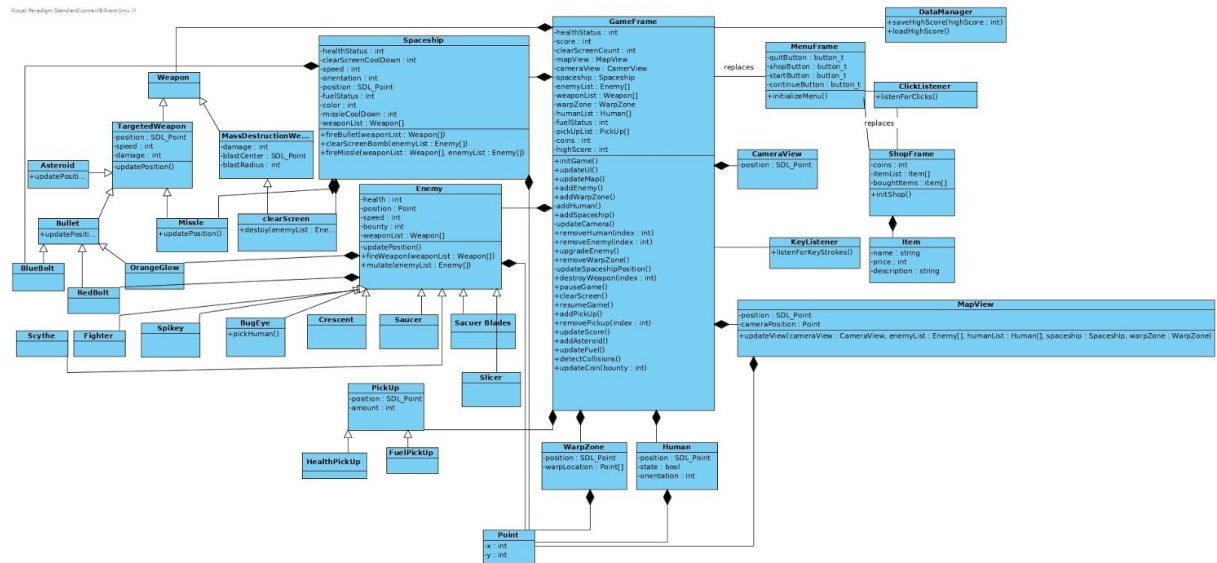 Visual Paradigm Standard(usman(Bilkent Univ.
GameFrame
-healthStatus : int
-score : int
-clearScreenCount : int
-mapView : MapView
-cameraView : CamerView
-spaceship : Spaceship
-enemyList : Enemy[]
-weaponList : Weapon[]
-warpZone : WarpZone
-humanList : Human[]
-fuelStatus : int
-pickUpList : PickUp[]
-coins : int
-highScore : int
+initGame()
+updateUI()
+updateMap()
+addEnemy()
+addWarpZone()
-addHuman()
+addSpaceship()
-updateCamera()
+removeHuman(index : int)
+removeEnemy(index : int)
+upgradeEnemy()
-removeWarpZone()
-updateSpaceshipPosition()
+destroyWeapon(index : int)
+pauseGame()
+clearScreen()
+resumeGame()
+addPickUp()
+removePickup(index : int)
+updateScore()
+addAsteroid()
+updateFuel()
+detectCollisions()
+updateCoin(bounty : int)
DataManager
+saveHighScore(highScore : int)
+loadHighScore()
Spaceship
-healthStatus : int
-clearScreenCoolDown : int
-speed : int
-orientation : int
-position : SDL_Point
-fuelStatus : int
-color : int
-missleCoolDown : int
-weaponList : Weapon[]
+fireBullet(weaponList : Weapon[])
+clearScreenBomb(enemyList : Enemy[])
+fireMissle(weaponList : Weapon[], enemyList : Enemy[])
MenuFrame
-quitButton : button_t
-shopButton : button_t
-startButton : button_t
-continueButton : button_t
+initializeMenu()
replaces
ClickListener
+listenForClicks()
replaces
Weapon
TargetedWeapon
-position : SDL_Point
-speed : int
-damage : int
-updatePosition()
MassDestructionWe...
-damage : int
-blastCenter : SDL_Point
-blastRadius : int
Asteroid
+updatePositi...
CameraView
-position : SDL_Point
ShopFrame
-coins : int
-itemList : Item[]
-boughtItems : item[]
+initShop()
Enemy
-health : int
-position : Point
-speed : int
-bounty : int
-weaponList : Weapon[]
-updatePosition()
+fireWeapon(weaponList : Weapon[])
+mutate(enemyList : Enemy[])
Bullet
+updatePositi...
Missle
+updatePosition()
clearScreen
+destoy(enemyList : Ene...
KeyListener
+listenForKeyStrokes()
Item
-name : string
-price : int
-description : string
BlueBolt
OrangeGlow
RedBolt
MapView
-position : SDL_Point
-cameraPosition : Point
+updateView(cameraView : CameraView, enemyList : Enemy[], humanList : Human[], spaceship : Spaceship, warpZone : WarpZone)
Scythe
Fighter
Spikey
BugEye
+pickHuman()
Crescent
Saucer
Sacuer Blades
Slicer
PickUp
-position : SDL_Point
-amount : int
HealthPickUp
FuelPickUp
WarpZone
-position : SDL_Point
-warpLocation : Point[]
Human
-position : SDL_Point
-state : bool
-orientation : int
Point
-x : int
-y : int